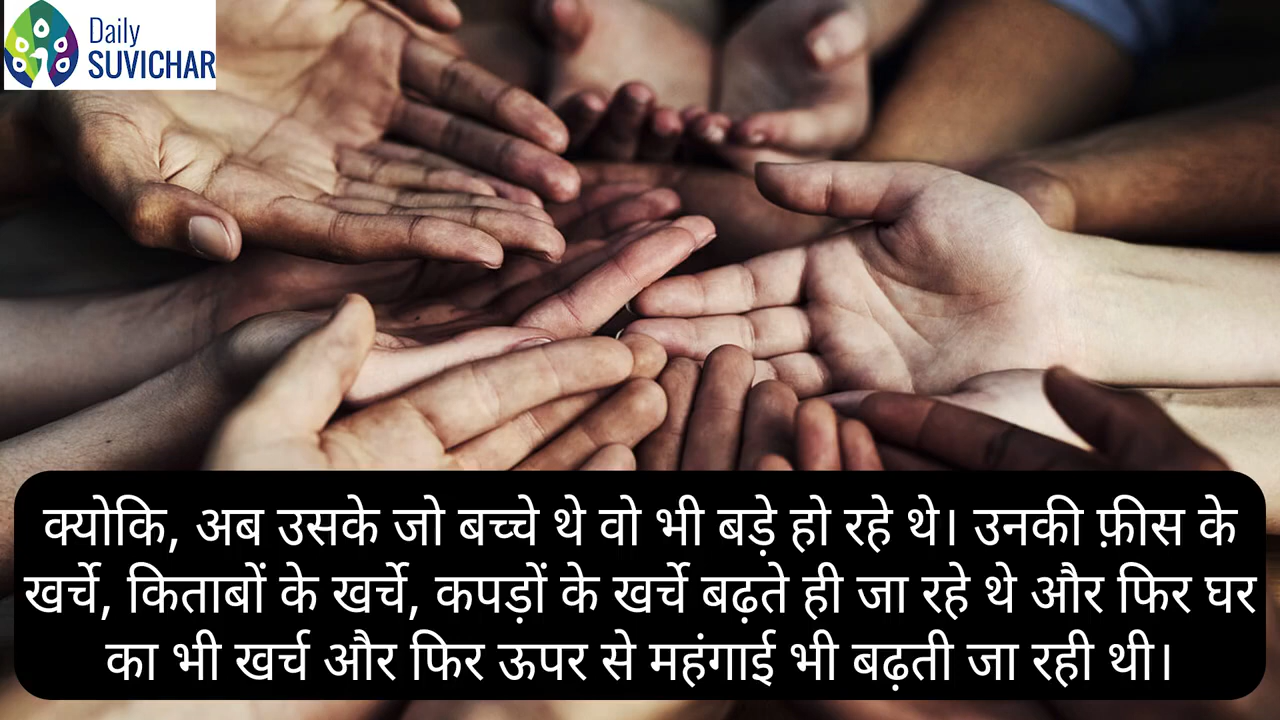 Daily
SUVICHAR
क्योकि, अब उसके जो बच्चे थे वो भी बड़े हो रहे थे। उनकी फ़ीस के
खर्चे, किताबों के खर्चे, कपड़ों के खर्चे बढ़ते ही जा रहे थे और फिर घर
का भी खर्च और फिर ऊपर से महंगाई भी बढ़ती जा रही थी।